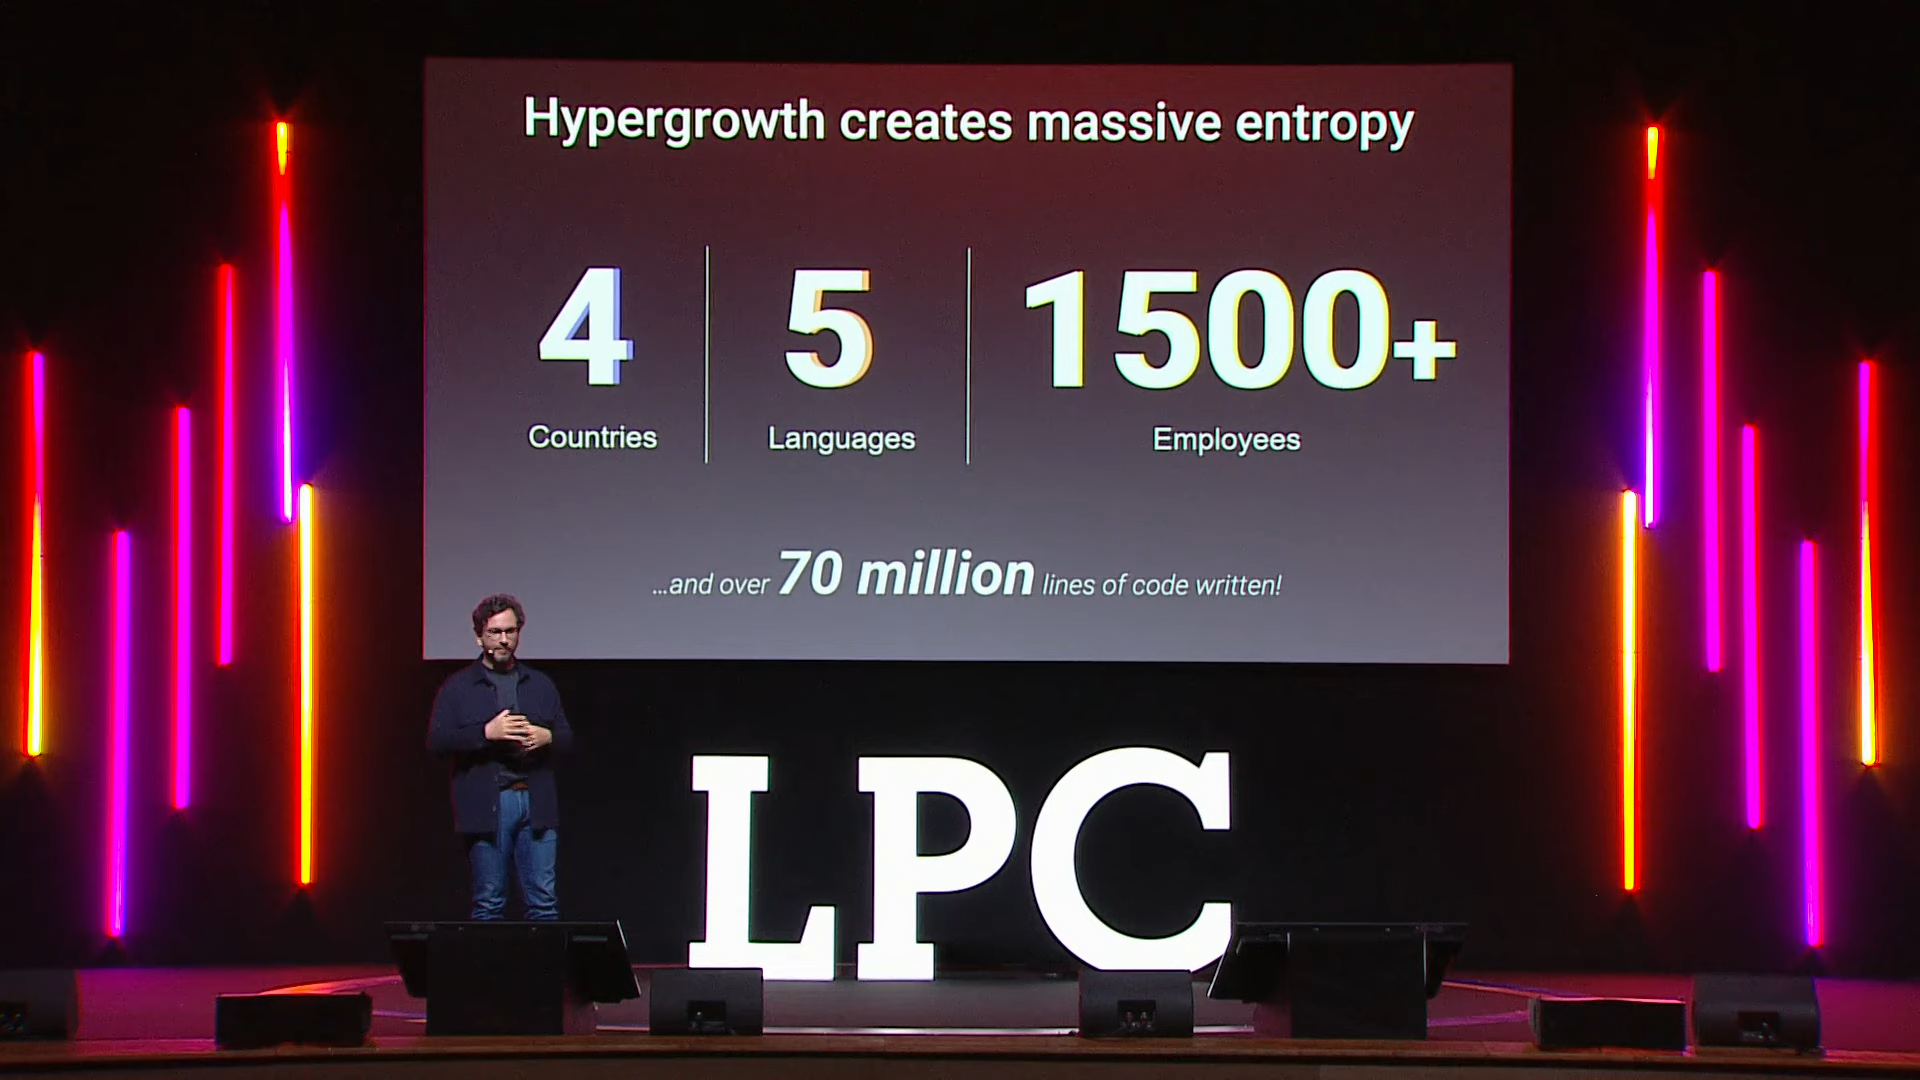 Hypergrowth creates massive entropy
4
Countries
5
Languages
1500+
Employees
...and over 70 million lines of code written!
LPC